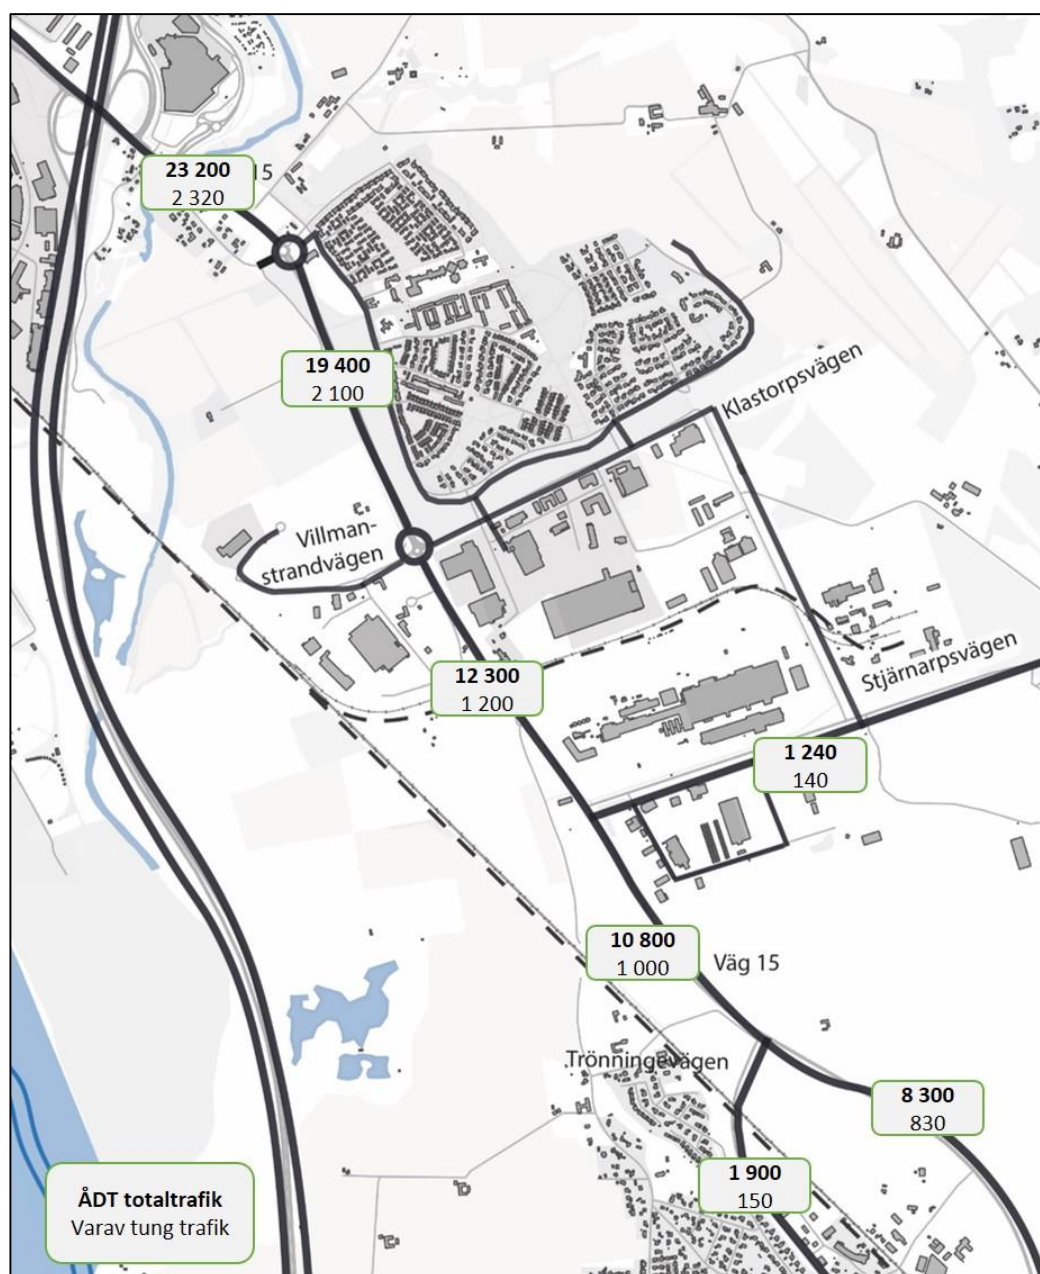 23 200
2 320
15
19 400
2 100
Klastorpsvägen
Villman-
strandvägen
12 300
1 200
Stjärnarpsvägen
1 240
140
10 800
1 000
Väg 15
Trönningevägen
8 300
830
1 900
150
ÅDT totaltrafik
Varav tung trafik